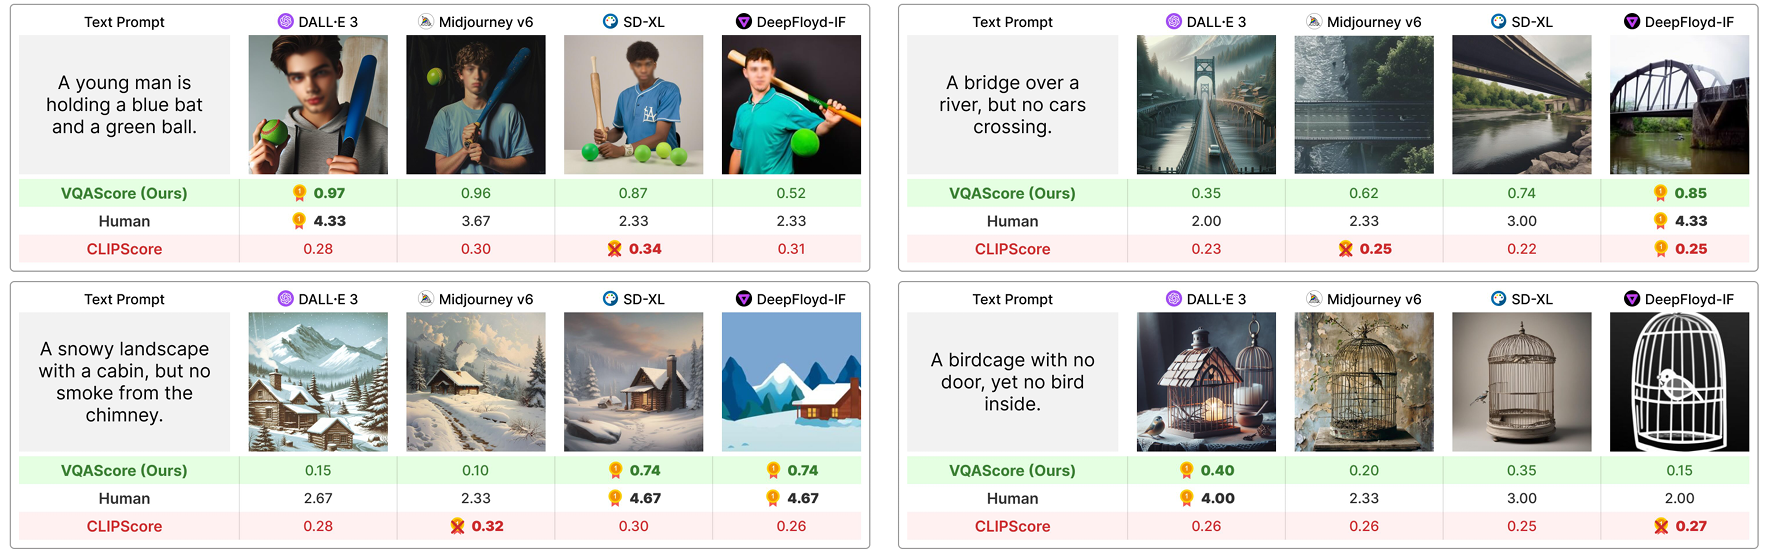 Text Prompt DALL·E 3 Midjourney v6 SD-XL DeepFloyd-IF
A young man is
holding a blue bat
and a green ball.
VQAScore (Ours) 0.97 0.96 0.87 0.52
Human 4.33 3.67 2.33 2.33
CLIPScore 0.28 0.30 0.34 0.31
Text Prompt DALL·E 3 Midjourney v6 SD-XL DeepFloyd-IF
A bridge over a
river, but no cars
crossing.
VQAScore (Ours) 0.35 0.62 0.74 0.85
Human 2.00 2.33 3.00 4.33
CLIPScore 0.23 0.25 0.22 0.25
Text Prompt DALL·E 3 Midjourney v6 SD-XL DeepFloyd-IF
A snowy landscape
with a cabin, but no
smoke from the
chimney.
VQAScore (Ours) 0.15 0.10 0.74 0.74
Human 2.67 2.33 4.67 4.67
CLIPScore 0.28 0.32 0.30 0.26
Text Prompt DALL·E 3 Midjourney v6 SD-XL DeepFloyd-IF
A birdcage with no
door, yet no bird
inside.
VQAScore (Ours) 0.40 0.20 0.35 0.15
Human 4.00 2.33 3.00 2.00
CLIPScore 0.26 0.26 0.25 0.27